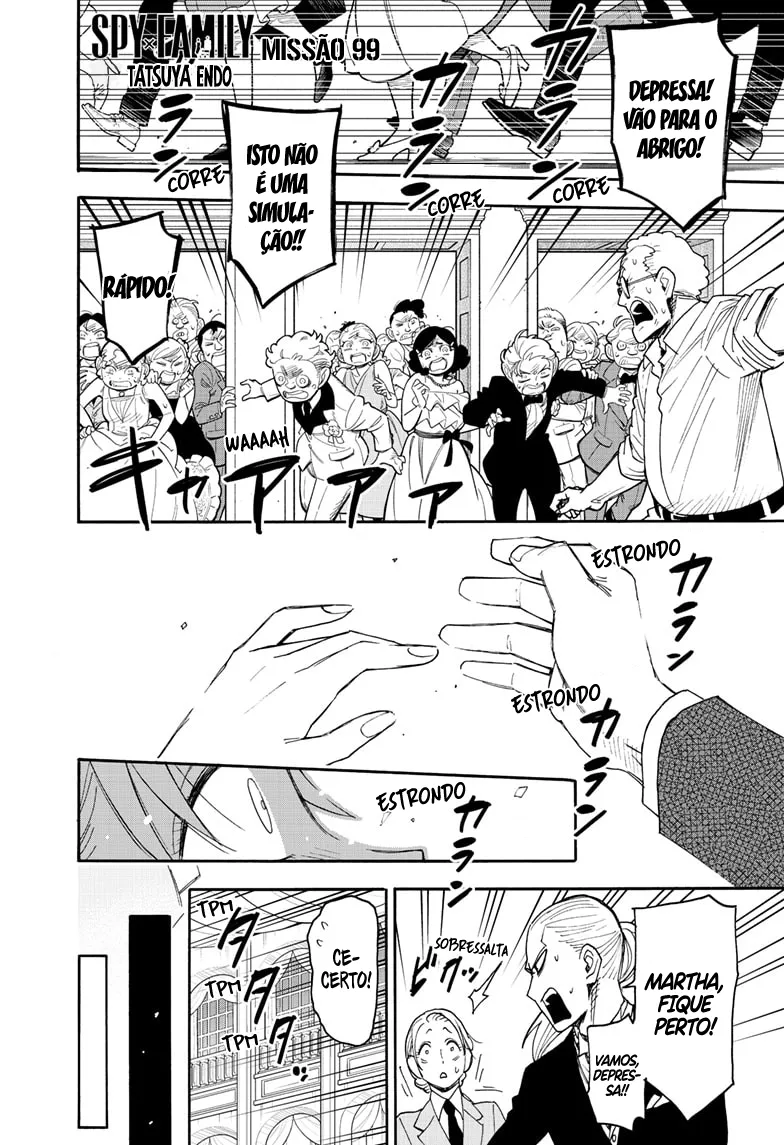 SPY×FAMILY MISSÃO 99
TATSUYA ENDO
DEPRESSA!
VÃO PARA O
ABRIGO!
ISTO NÃO
É UMA
SIMULA-
ÇÃO!!
RÁPIDO!
CORRE
カラン
CORRE
カラン
CORRE
カラン
WAAAAH
キャアアア
ESTRONDO
カラン
ESTRONDO
カラン
ESTRONDO
カラン
MARTHA,
FIQUE
PERTO!
VAMOS,
DEPRES-
SA!!
SOBRESSALTA
ビクッ
CE-
CERTO!
TPM
TPM
TPM
タタタ